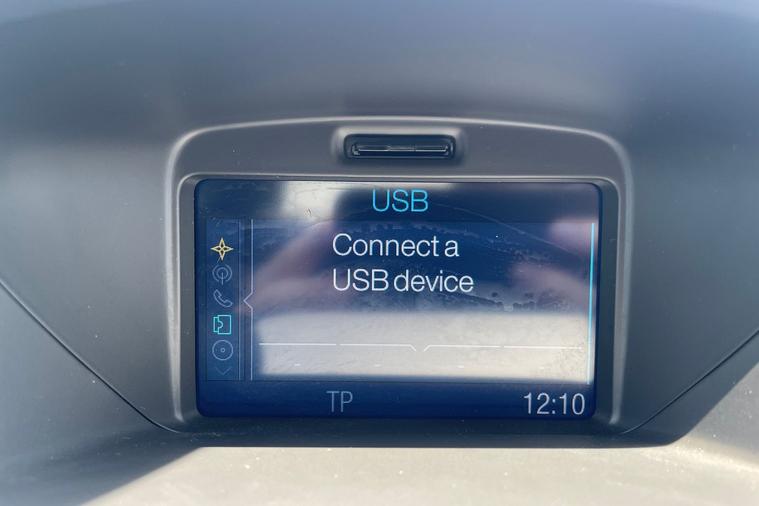 USB
Connect a
USB device
TP
12:10